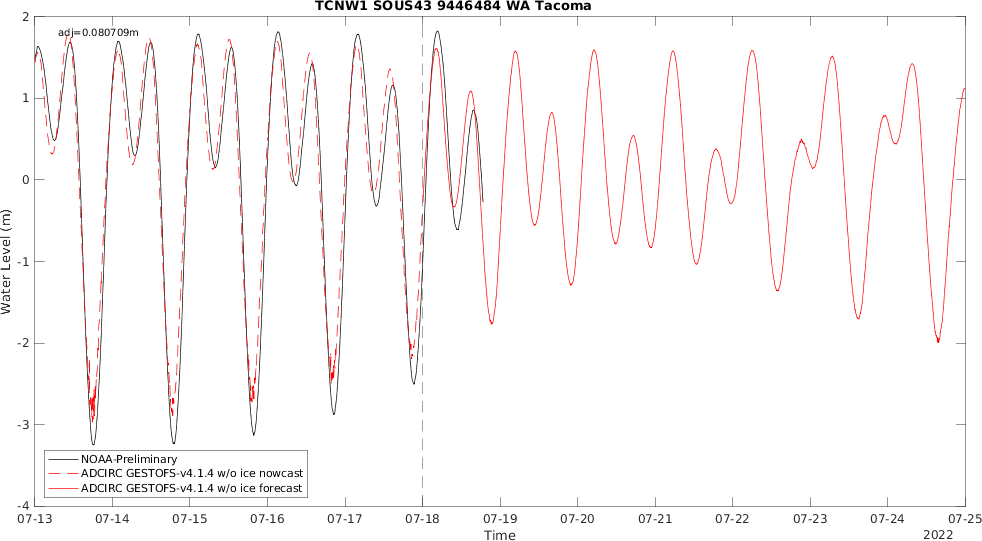 TCNW1 SOUS43 9446484 WA Tacoma
adj=0.080709m
2
1
0
-1
-2
-3
-4
Water Level (m)
NOAA-Preliminary
ADCIRC GESTOFS-v4.1.4 w/o ice nowcast
ADCIRC GESTOFS-v4.1.4 w/o ice forecast
07-13 07-14 07-15 07-16 07-17 07-18 07-19 07-20 07-21 07-22 07-23 07-24 07-25
Time
2022